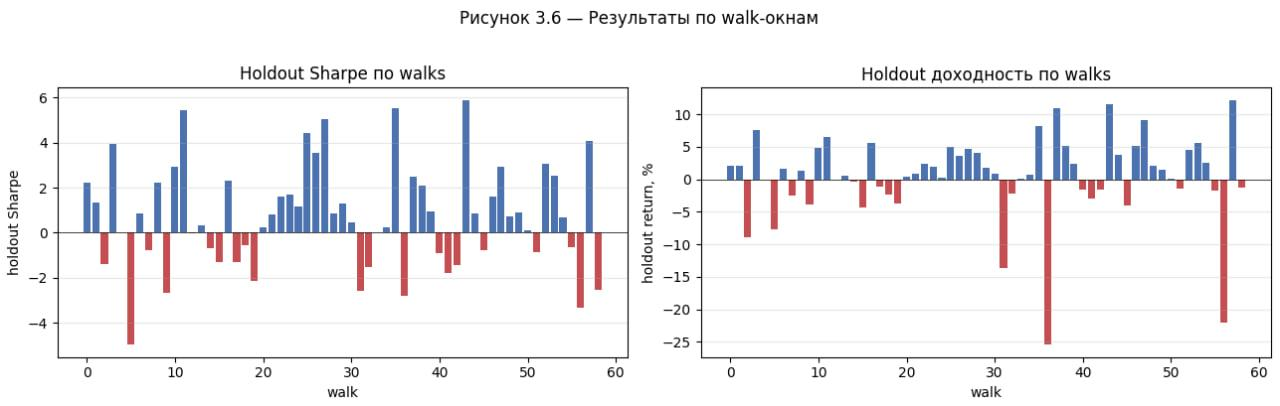 Рисунок 3.6 — Результаты по walk-окнам
Holdout Sharpe по walks
holdout Sharpe
6
4
2
0
−2
−4
0 10 20 30 40 50 60
walk
Holdout доходность по walks
holdout return, %
10
5
0
−5
−10
−15
−20
−25
0 10 20 30 40 50 60
walk